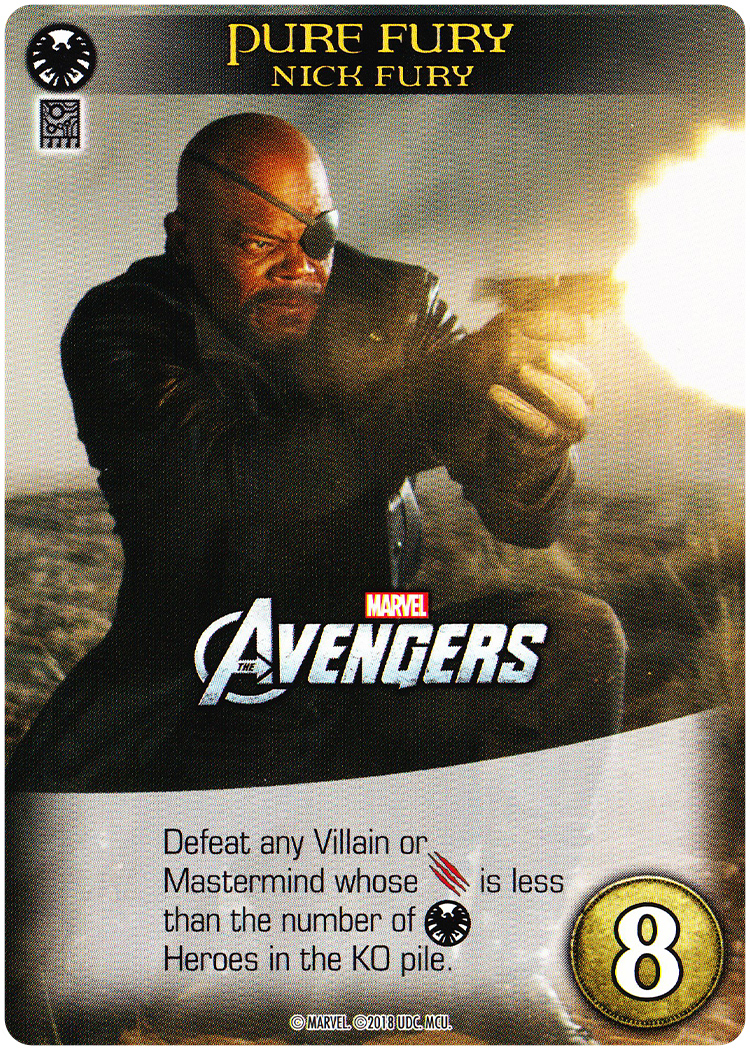 PURE FURY
NICK FURY
MARVEL
THE AVENGERS
Defeat any Villain or
Mastermind whose is less
than the number of
Heroes in the KO pile.
8
© MARVEL. ©2018 UDC. MCU.